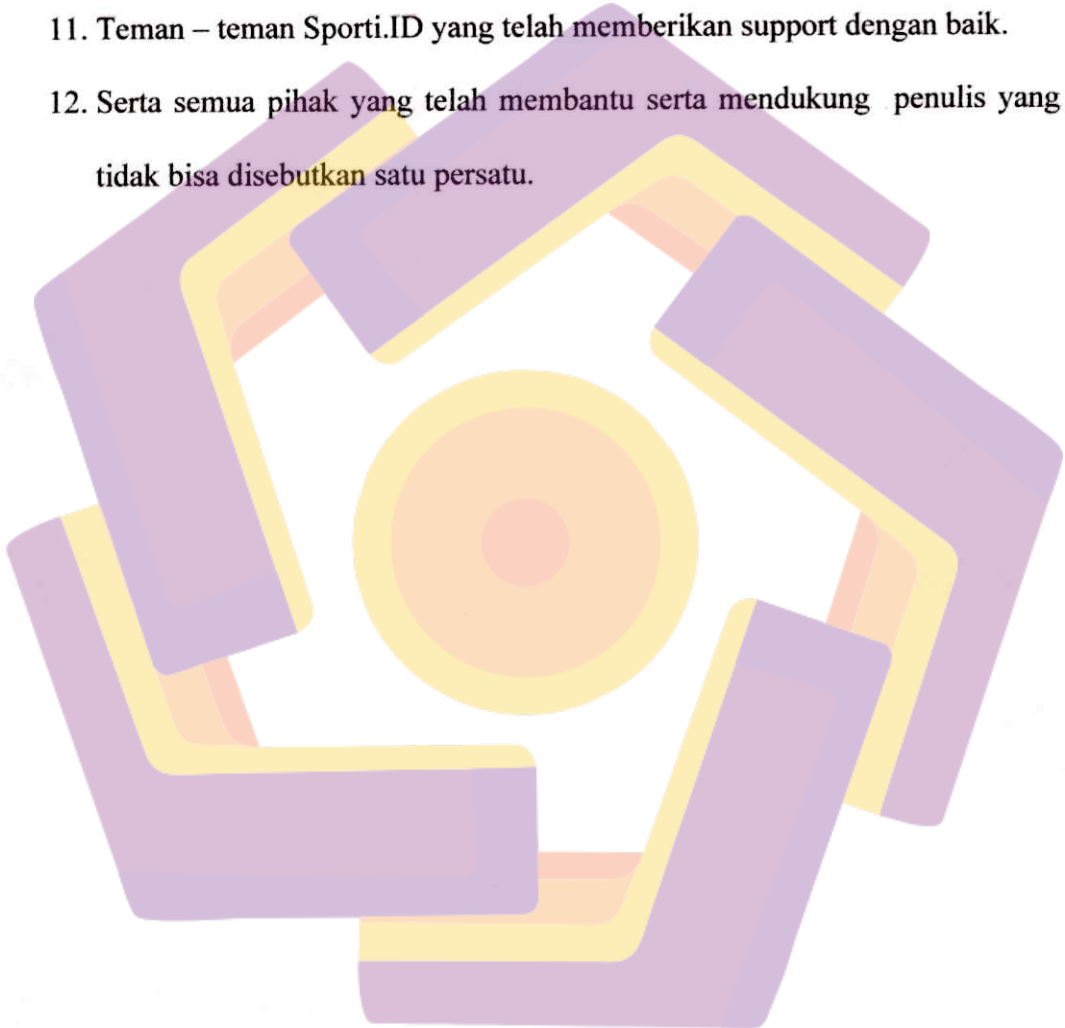 11. Teman – teman Sporti.ID yang telah memberikan support dengan baik.
12. Serta semua pihak yang telah membantu serta mendukung penulis yang
tidak bisa disebutkan satu persatu.